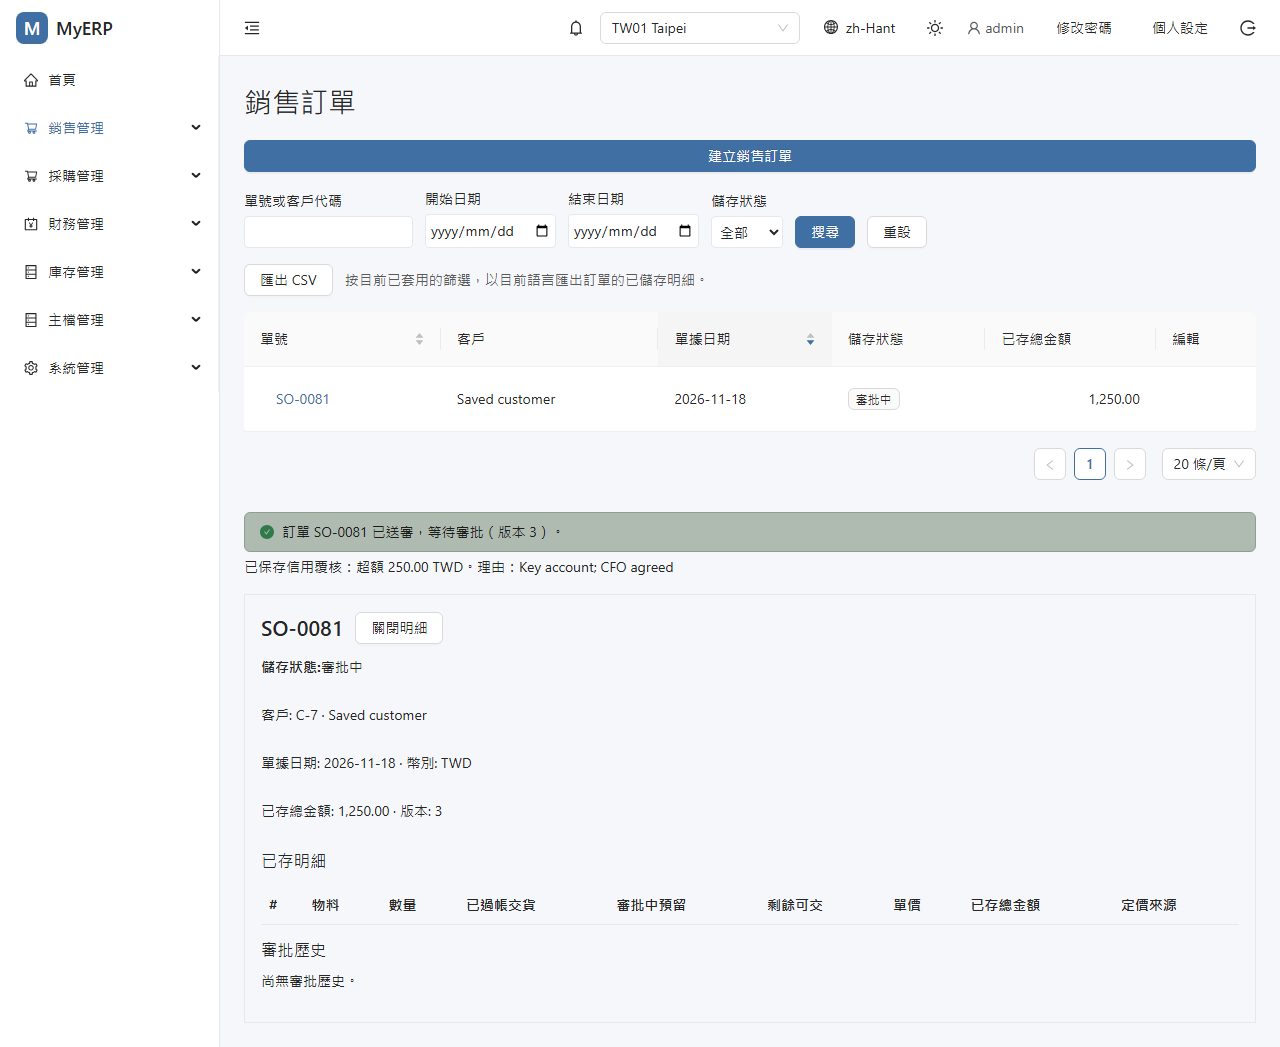 M MyERP
TW01 Taipei
zh-Hant
admin
修改密碼
個人設定
首頁
銷售管理
採購管理
財務管理
庫存管理
主檔管理
系統管理
銷售訂單
建立銷售訂單
單號或客戶代碼
開始日期
結束日期
儲存狀態
yyyy/mm/dd
yyyy/mm/dd
全部
搜尋
重設
匯出 CSV
按目前已套用的篩選，以目前語言匯出訂單的已儲存明細。
單號 客戶 單據日期 儲存狀態 已存總金額 編輯
SO-0081 Saved customer 2026-11-18 審批中 1,250.00
< 1 > 20 條/頁
訂單 SO-0081 已送審，等待審批（版本 3）。
已保存信用覆核：超額 250.00 TWD。理由：Key account; CFO agreed
SO-0081 關閉明細
儲存狀態:審批中
客戶: C-7 · Saved customer
單據日期: 2026-11-18 · 幣別: TWD
已存總金額: 1,250.00 · 版本: 3
已存明細
# 物料 數量 已過帳交貨 審批中預留 剩餘可交 單價 已存總金額 定價來源
審批歷史
尚無審批歷史。